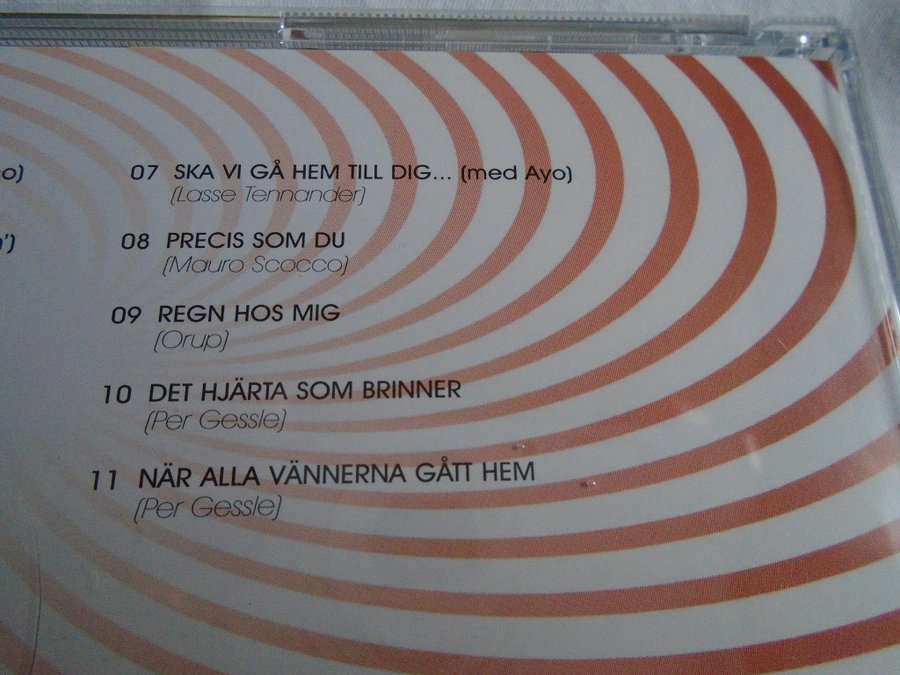 07 SKA VI GÅ HEM TILL DIG... (med Ayo)
(Lasse Tennander)
08 PRECIS SOM DU
(Mauro Scocco)
09 REGN HOS MIG
(Orup)
10 DET HJÄRTA SOM BRINNER
(Per Gessle)
11 NÄR ALLA VÄNNERNA GÅTT HEM
(Per Gessle)